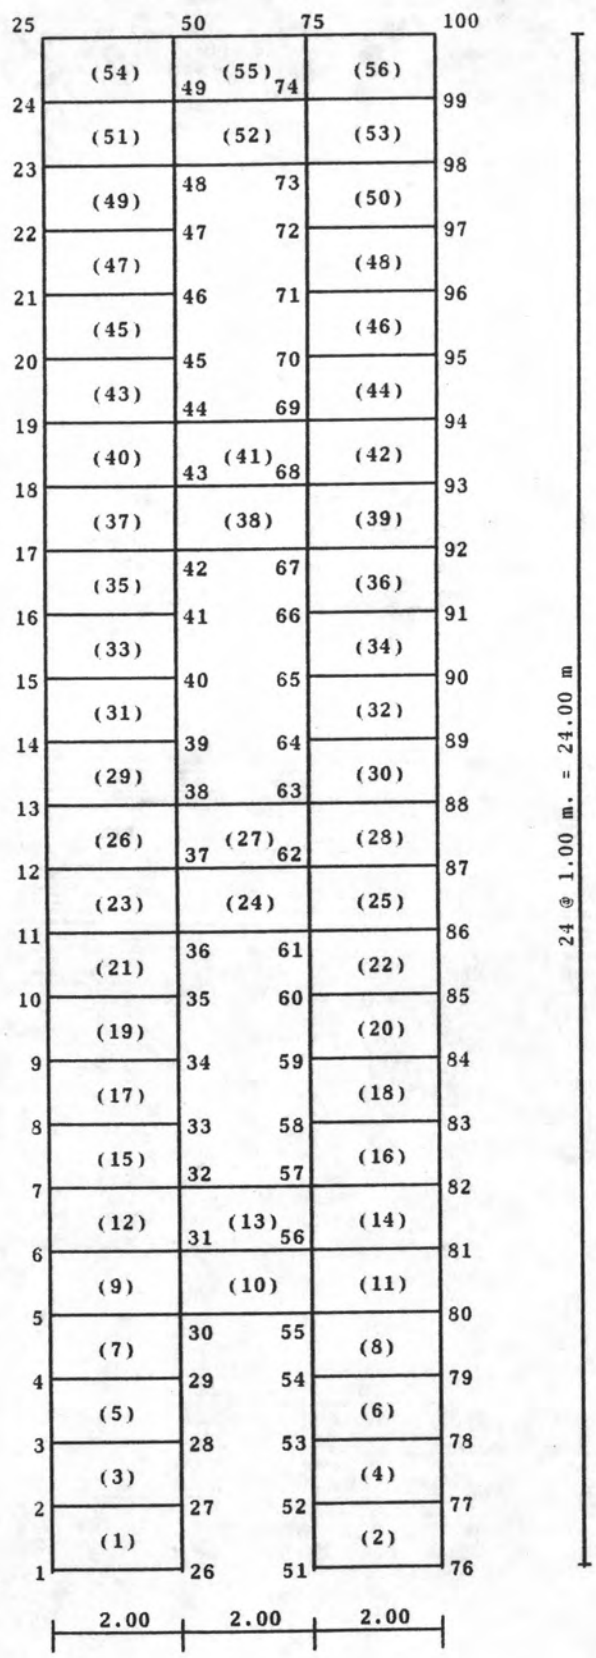 25 50 75 100
(54) (55) (56)
49 74
24 99
(51) (52) (53)
23 98
48 73
(49) (50)
22 47 72 97
(47) (48)
21 46 71 96
(45) (46)
20 45 70 95
(43) (44)
44 69
19 94
(40) (41) (42)
43 68
18 93
(37) (38) (39)
17 92
42 67
(35) (36)
16 41 66 91
(33) (34)
15 40 65 90
(31) (32)
14 39 64 89
(29) (30)
38 63
13 88
(26) (27) (28)
37 62
12 87
(23) (24) (25)
11 86
36 61
(21) (22)
10 35 60 85
(19) (20)
9 34 59 84
(17) (18)
8 33 58 83
(15) (16)
32 57
7 82
(12) (13) (14)
31 56
6 81
(9) (10) (11)
5 80
30 55
(7) (8)
4 29 54 79
(5) (6)
3 28 53 78
(3) (4)
2 27 52 77
(1) (2)
1 26 51 76
2.00 2.00 2.00
24 @ 1.00 m. = 24.00 m